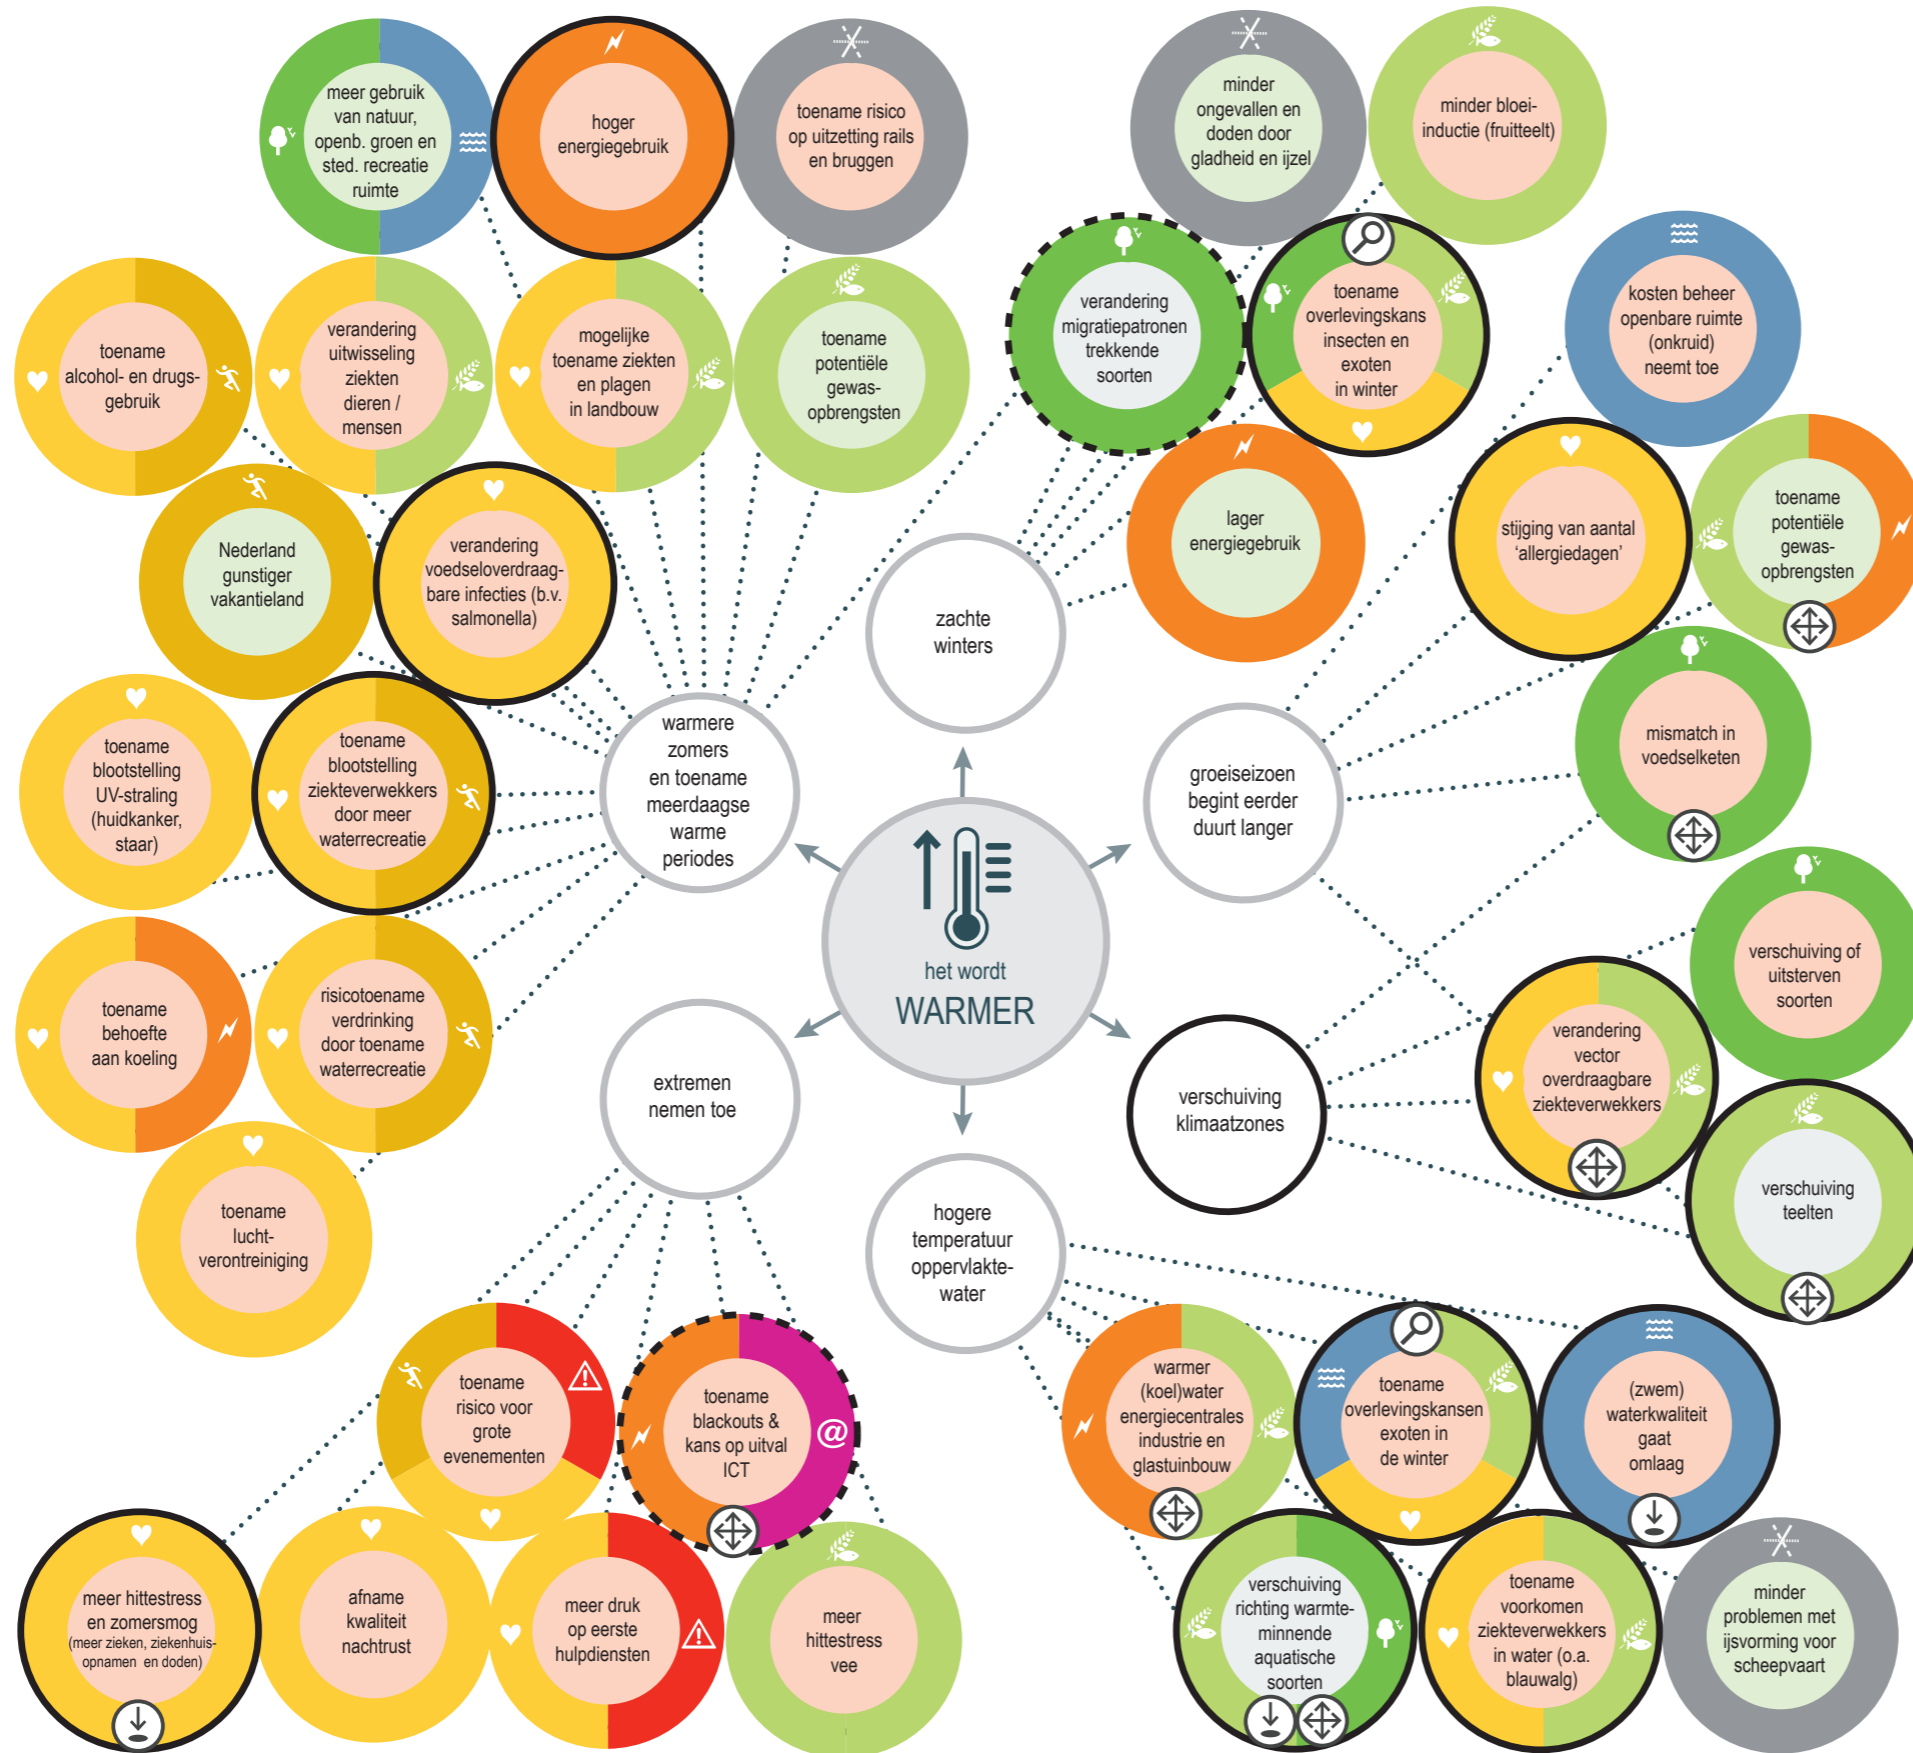 meer gebruik
van natuur,
openb. groen en
sted. recreatie
ruimte
hoger
energiegebruik
toename risico
op uitzetting rails
en bruggen
minder
ongevallen en
doden door
gladheid en ijzel
minder bloei-
inductie (fruitteelt)
toename
alcohol- en drugs-
gebruik
verandering
uitwisseling
ziekten
dieren /
mensen
mogelijke
toename ziekten
en plagen
in landbouw
toename
potentiële
gewas-
opbrengsten
verandering
migratiepatronen
trekkende
soorten
toename
overlevingskans
insecten en
exoten
in winter
kosten beheer
openbare ruimte
(onkruid)
neemt toe
Nederland
gunstiger
vakantieland
verandering
voedseloverdraag-
bare infecties (b.v.
salmonella)
lager
energiegebruik
stijging van aantal
‘allergiedagen’
toename
potentiële
gewas-
opbrengsten
zachte
winters
toename
blootstelling
UV-straling
(huidkanker,
staar)
toename
blootstelling
ziekteverwekkers
door meer
waterrecreatie
warmere
zomers
en toename
meerdaagse
warme
periodes
groeiseizoen
begint eerder
duurt langer
mismatch in
voedselketen
het wordt
WARMER
verschuiving of
uitsterven
soorten
toename
behoefte
aan koeling
risicotoename
verdrinking
door toename
waterrecreatie
extremen
nemen toe
verschuiving
klimaatzones
verandering
vector
overdraagbare
ziekteverwekkers
toename
lucht-
verontreiniging
hogere
temperatuur
oppervlakte-
water
verschuiving
teelten
toename
risico voor
grote
evenementen
toename
blackouts &
kans op uitval
ICT
@
warmer
(koel)water
energiecentrales
industrie en
glastuinbouw
toename
overlevingskansen
exoten in
de winter
(zwem)
waterkwaliteit
gaat
omlaag
meer hittestress
en zomersmog
(meer zieken, ziekenhuis-
opnamen en doden)
afname
kwaliteit
nachtrust
meer druk
op eerste
hulpdiensten
meer
hittestress
vee
verschuiving
richting warmte-
minnende
aquatische
soorten
toename
voorkomen
ziekteverwekkers
in water (o.a.
blauwalg)
minder
problemen met
ijsvorming voor
scheepvaart